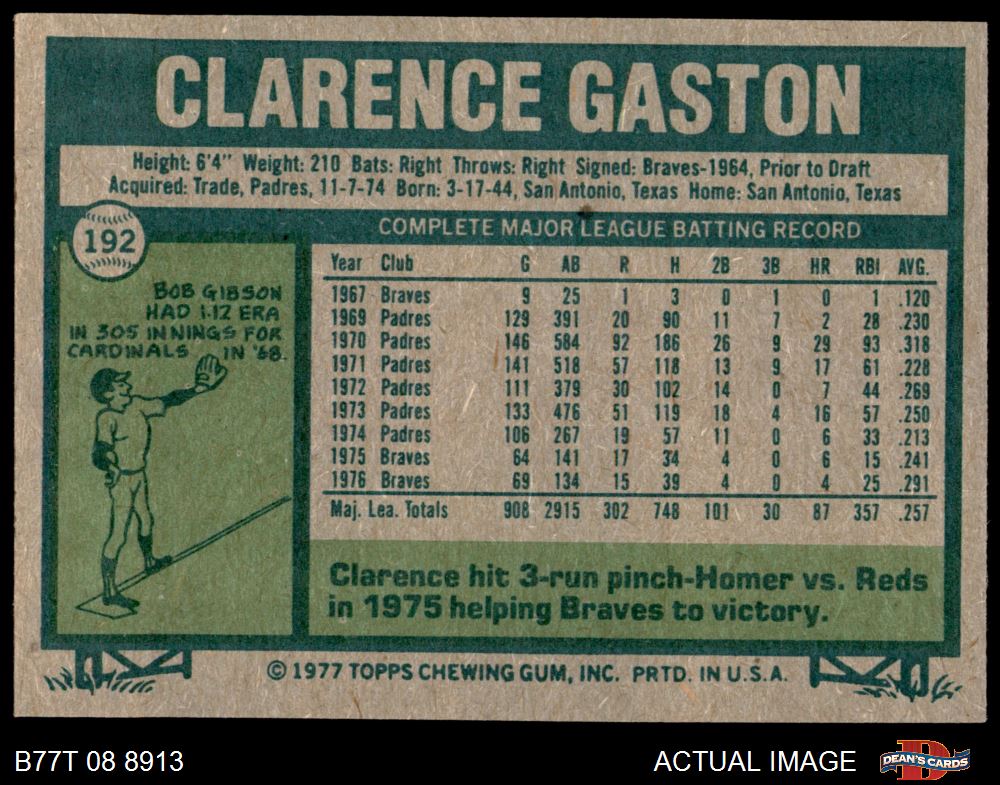 CLARENCE GASTON
Height: 6'4" Weight: 210 Bats: Right Throws: Right Signed: Braves-1964, Prior to Draft
Acquired: Trade, Padres, 11-7-74 Born: 3-17-44, San Antonio, Texas Home: San Antonio, Texas
192
BOB GIBSON
HAD 1.12 ERA
IN 305 INNINGS FOR
CARDINALS IN '68.
COMPLETE MAJOR LEAGUE BATTING RECORD
Year Club G AB R H 2B 3B HR RBI AVG.
1967 Braves 9 25 1 3 0 1 0 1 .120
1969 Padres 129 391 20 90 11 7 2 28 .230
1970 Padres 146 584 92 186 26 9 29 93 .318
1971 Padres 141 518 57 118 13 9 17 61 .228
1972 Padres 111 379 30 102 14 0 7 44 .269
1973 Padres 133 476 51 119 18 4 16 57 .250
1974 Padres 106 267 19 57 11 0 6 33 .213
1975 Braves 64 141 17 34 4 0 6 15 .241
1976 Braves 69 134 15 39 4 0 4 25 .291
Maj. Lea. Totals 908 2915 302 748 101 30 87 357 .257
Clarence hit 3-run pinch-Homer vs. Reds
in 1975 helping Braves to victory.
© 1977 TOPPS CHEWING GUM, INC. PRTD. IN U.S.A.
B77T 08 8913
ACTUAL IMAGE
D
DEAN'S CARDS